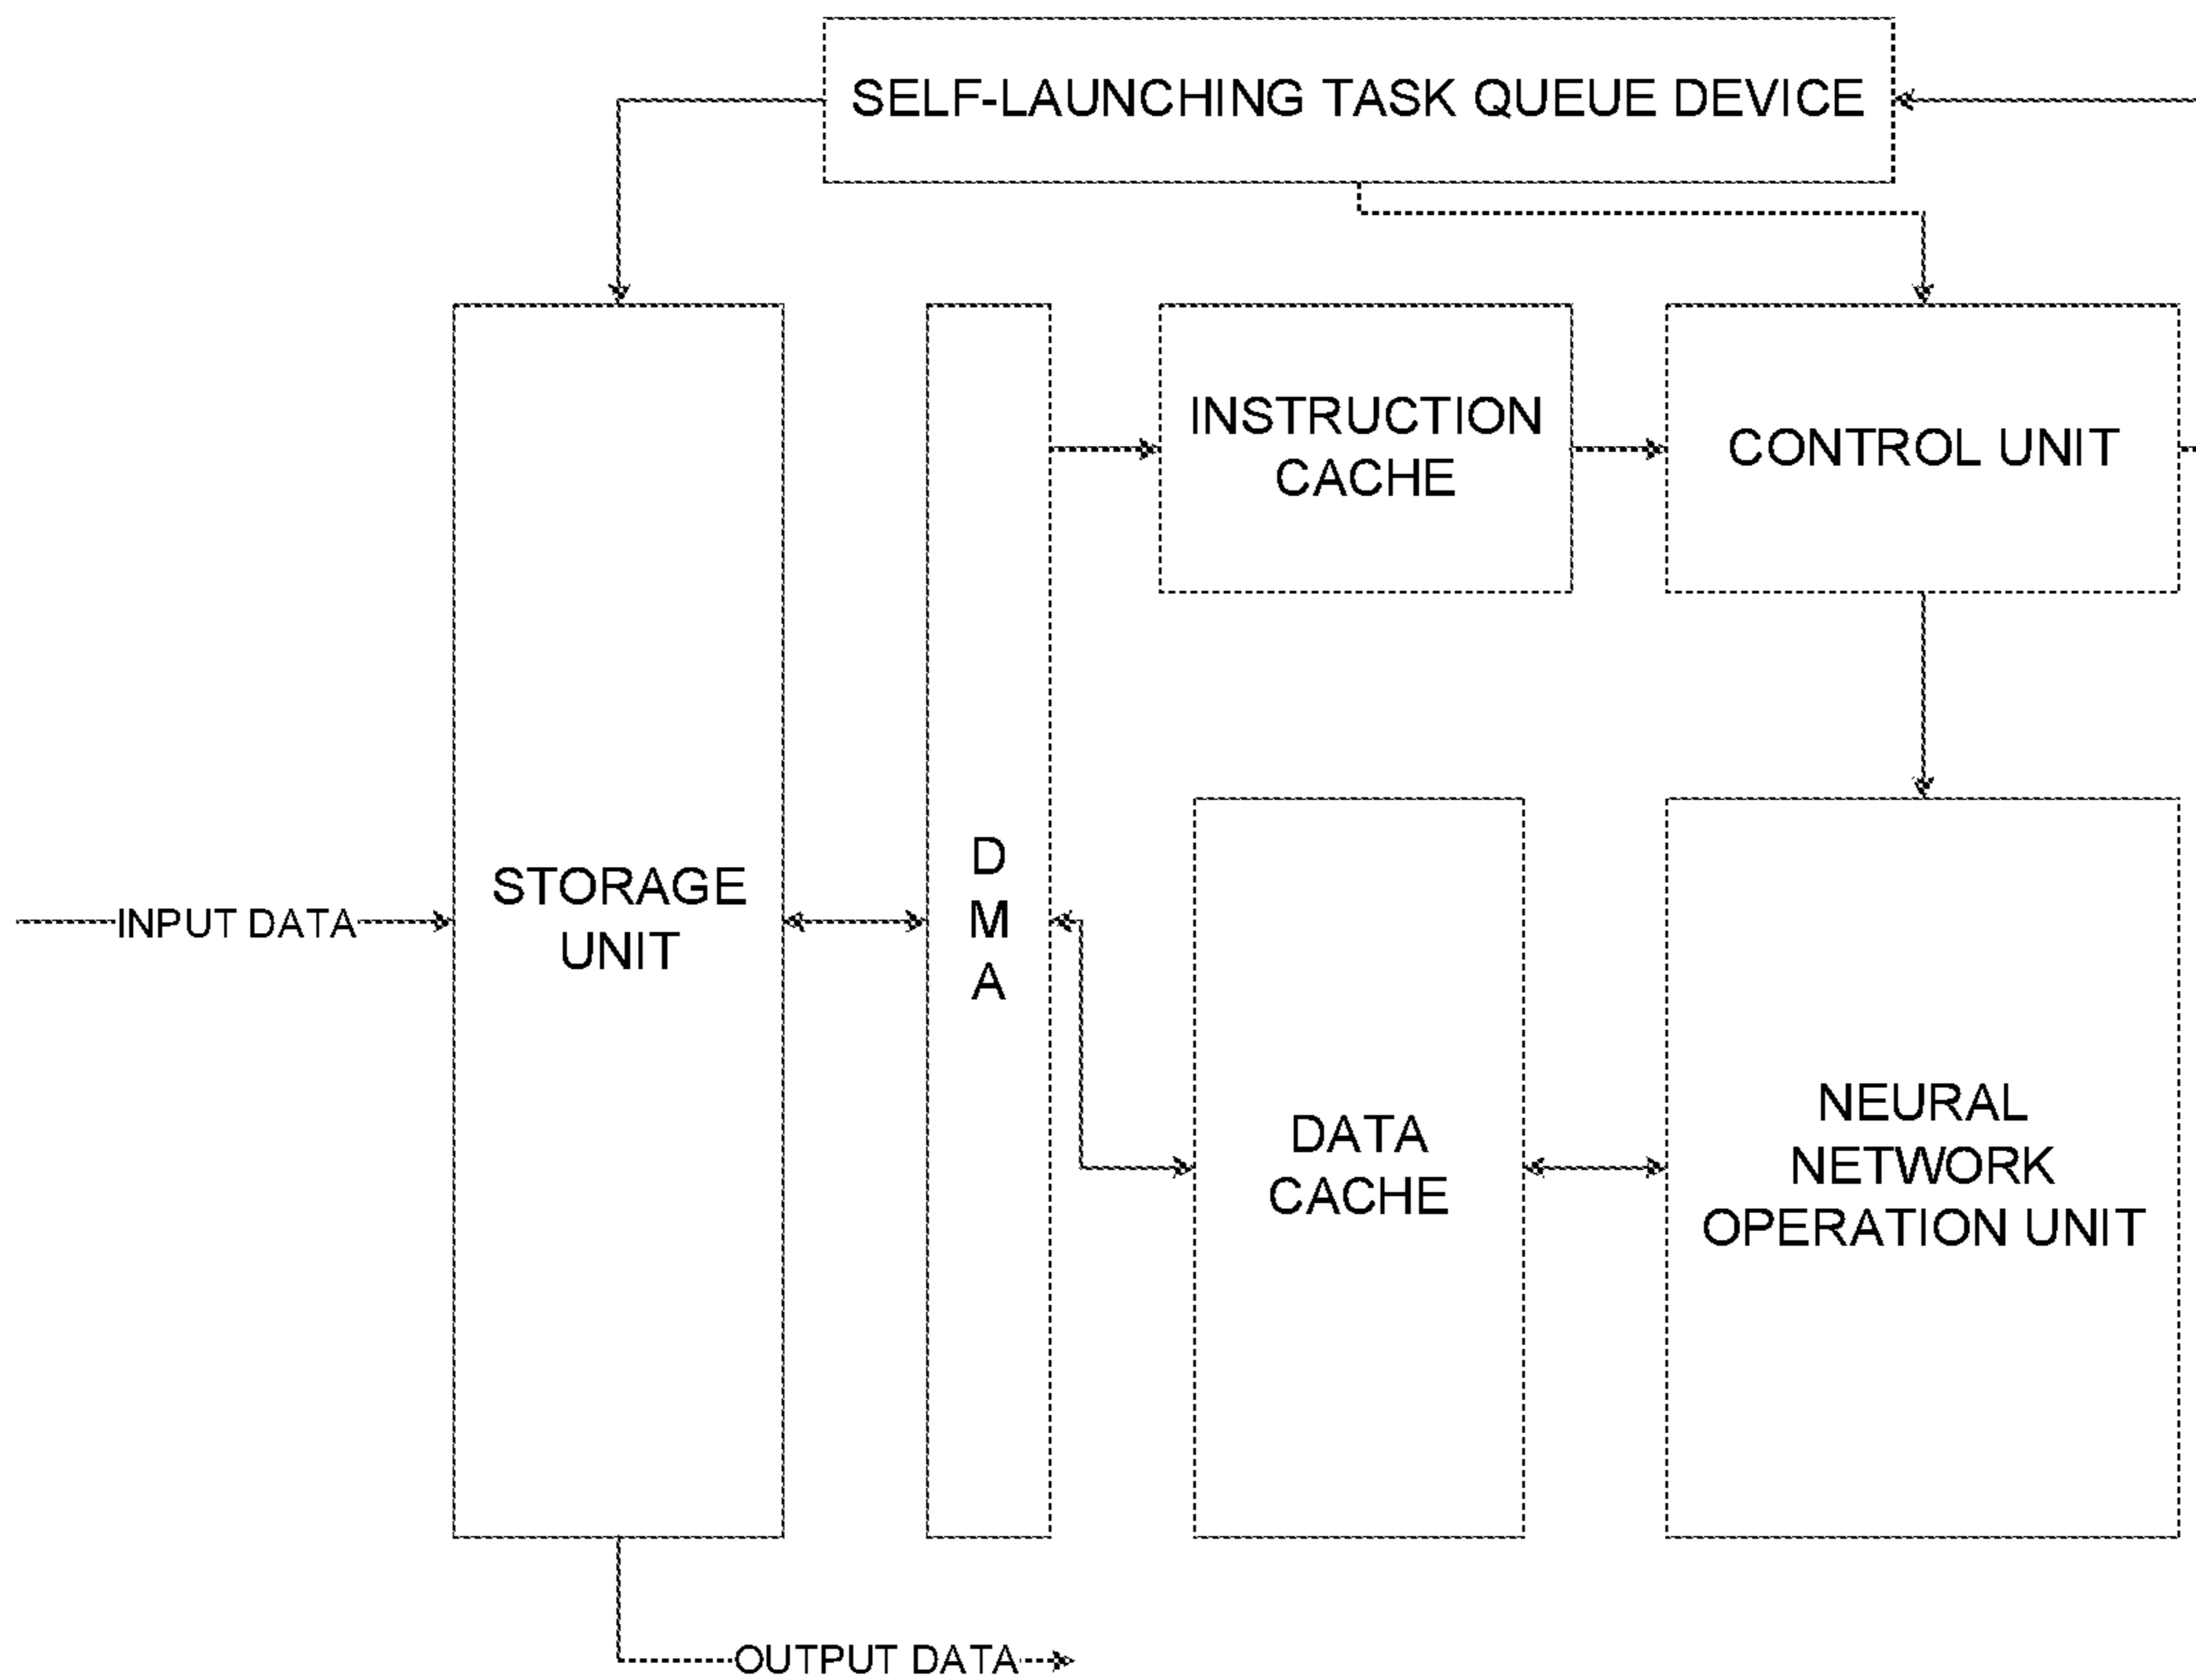 SELF-LAUNCHING TASK QUEUE DEVICE
INSTRUCTION
CACHE
CONTROL UNIT
INPUT DATA
STORAGE
UNIT
D
M
A
DATA
CACHE
NEURAL
NETWORK
OPERATION UNIT
OUTPUT DATA